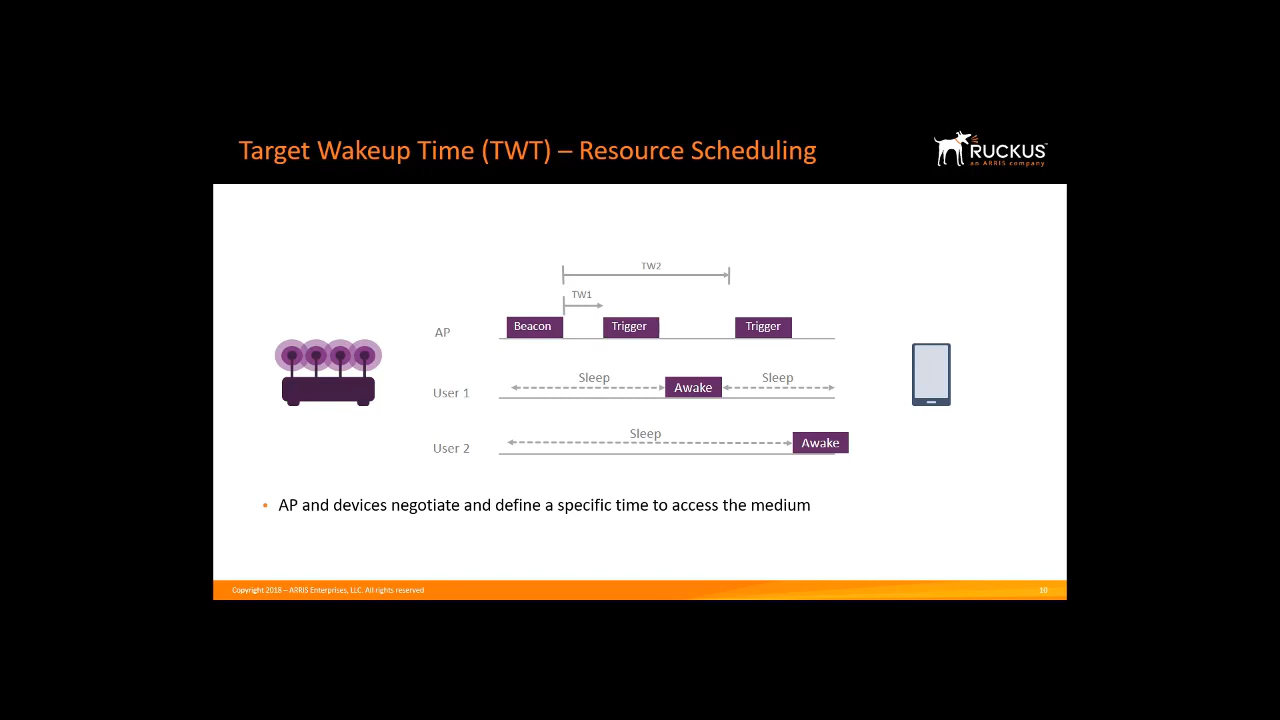 Target Wakeup Time (TWT) – Resource Scheduling
RUCKUS™
an ARRIS company
TW2
TW1
AP
Beacon
Trigger
Trigger
User 1
Sleep
Awake
Sleep
User 2
Sleep
Awake
• AP and devices negotiate and define a specific time to access the medium
Copyright 2018 – ARRIS Enterprises, LLC. All rights reserved
10